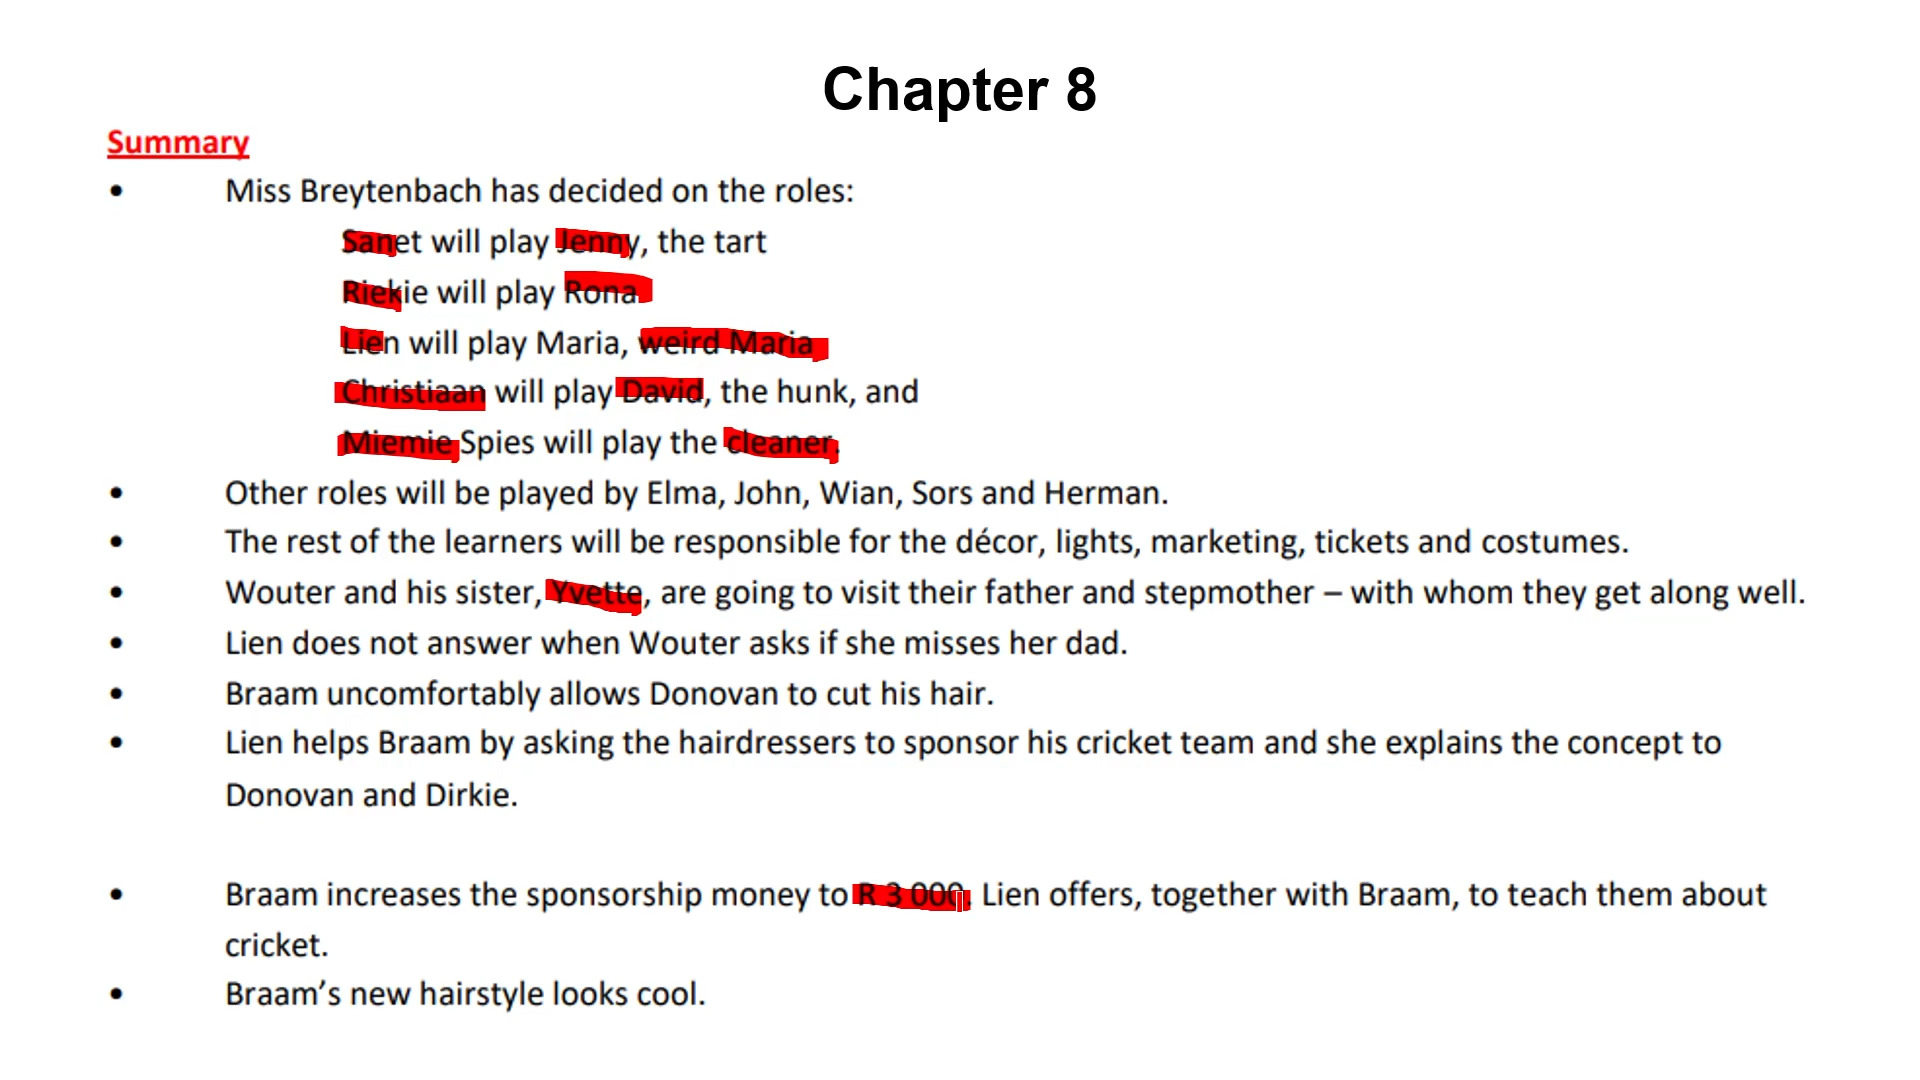 Chapter 8
Summary
• Miss Breytenbach has decided on the roles:
Sanet will play Jenny, the tart
Riekie will play Rona
Lien will play Maria, weird Maria
Christiaan will play David, the hunk, and
Miemie Spies will play the cleaner.
• Other roles will be played by Elma, John, Wian, Sors and Herman.
• The rest of the learners will be responsible for the décor, lights, marketing, tickets and costumes.
• Wouter and his sister, Yvette, are going to visit their father and stepmother – with whom they get along well.
• Lien does not answer when Wouter asks if she misses her dad.
• Braam uncomfortably allows Donovan to cut his hair.
• Lien helps Braam by asking the hairdressers to sponsor his cricket team and she explains the concept to
Donovan and Dirkie.
• Braam increases the sponsorship money to R 3 000. Lien offers, together with Braam, to teach them about
cricket.
• Braam’s new hairstyle looks cool.